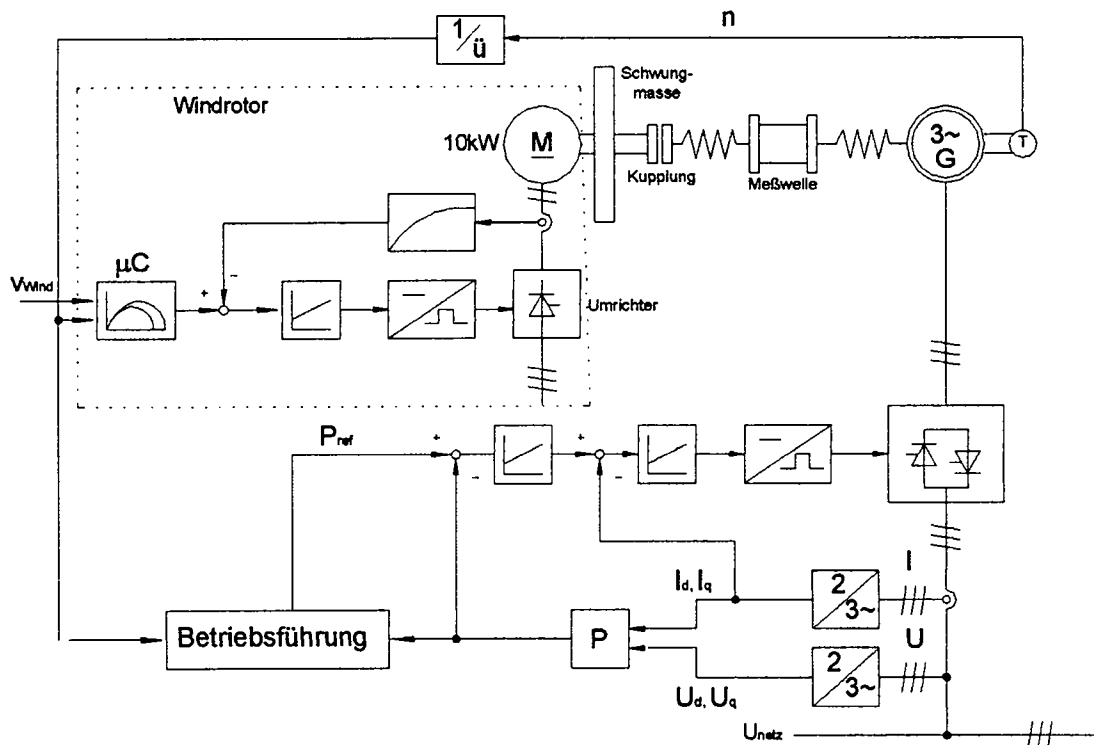 n
1/ü
Schwung-
masse
Windrotor
10kW
M
3~
G
T
Kupplung
Meßwelle
μC
VWind
+
-
Umrichter
Pref
+
-
+
-
I
Id, Iq
2
3~
Betriebsführung
P
U
2
3~
Ud, Uq
Unetz